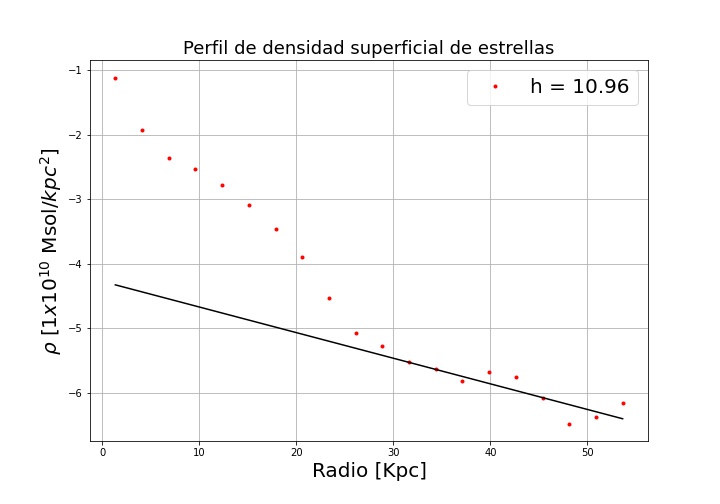 Perfil de densidad superficial de estrellas
h = 10.96
ρ [1x10¹⁰ Msol/kpc²]
−1
−2
−3
−4
−5
−6
0 10 20 30 40 50
Radio [Kpc]